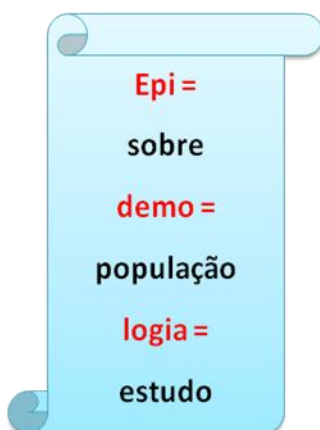 Epi =
sobre
demo =
população
logia =
estudo